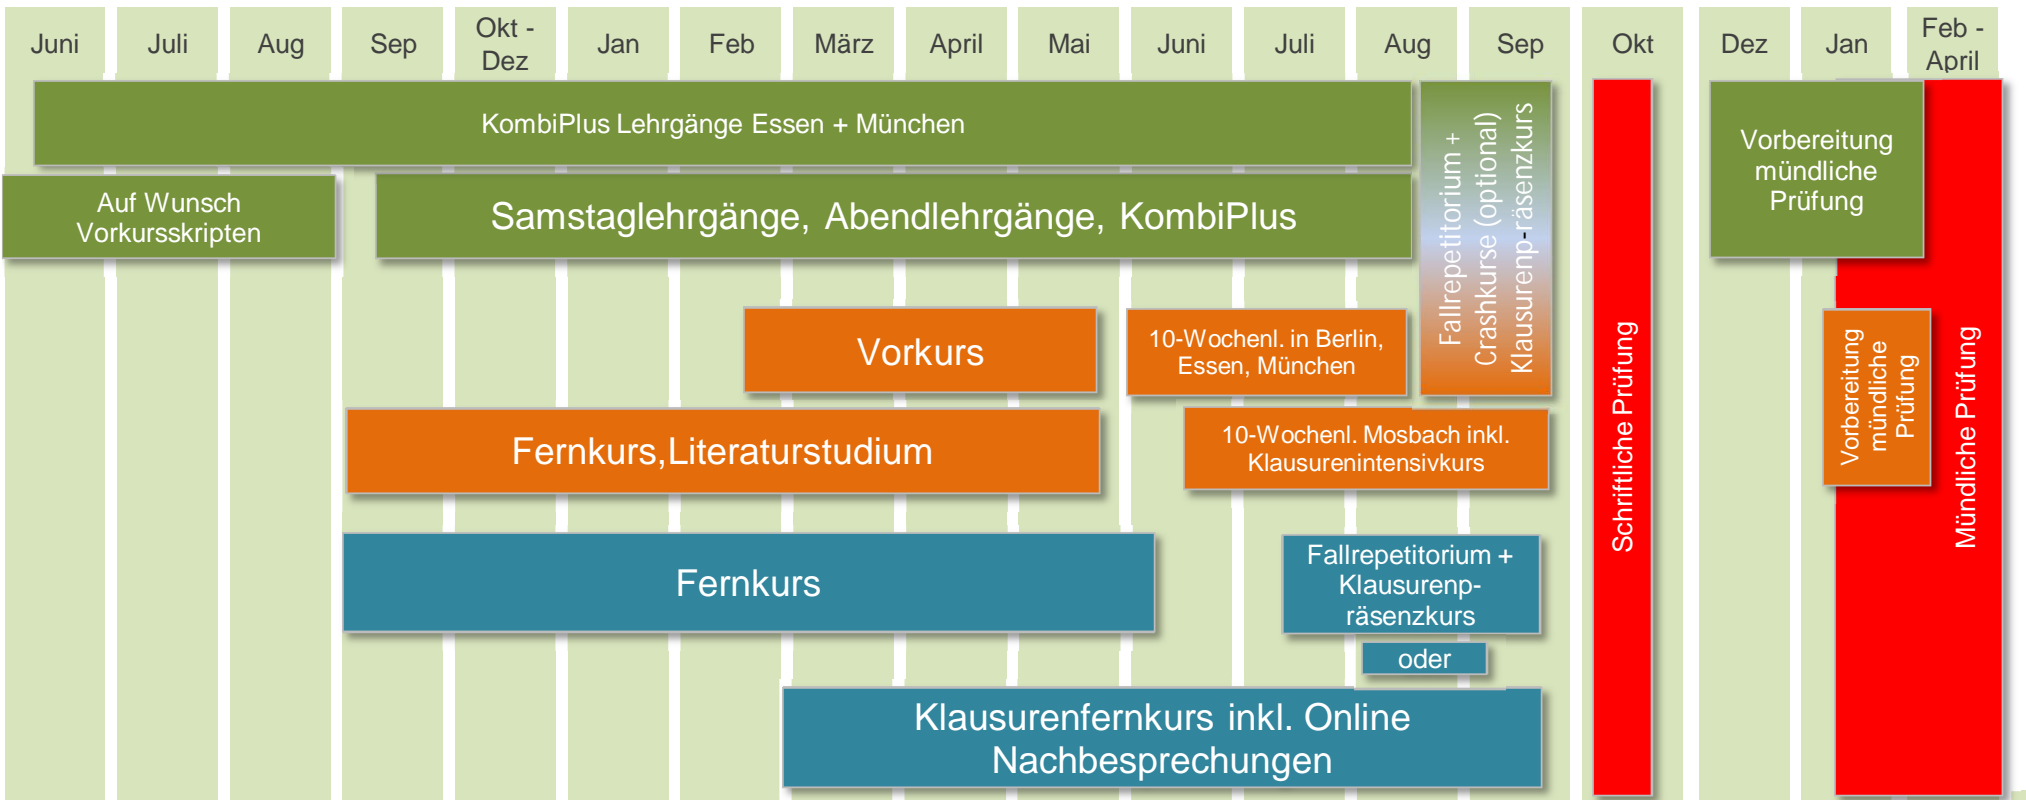 Juni
Juli
Aug
Sep
Okt -
Dez
Jan
Feb
März
April
Mai
Juni
Juli
Aug
Sep
Okt
Dez
Jan
Feb -
April
KombiPlus Lehrgänge Essen + München
Auf Wunsch
Vorkursskripten
Samstaglehrgänge, Abendlehrgänge, KombiPlus
Fallrepetitorium +
Crashkurse (optional)
Klausurenp-räsenzkurs
Vorbereitung
mündliche
Prüfung
Vorkurs
10-Wochenl. in Berlin,
Essen, München
Fernkurs,Literaturstudium
10-Wochenl. Mosbach inkl.
Klausurenintensivkurs
Schriftliche Prüfung
Vorbereitung
mündliche
Prüfung
Mündliche Prüfung
Fernkurs
Fallrepetitorium +
Klausurenp-
räsenzkurs
oder
Klausurenfernkurs inkl. Online
Nachbesprechungen